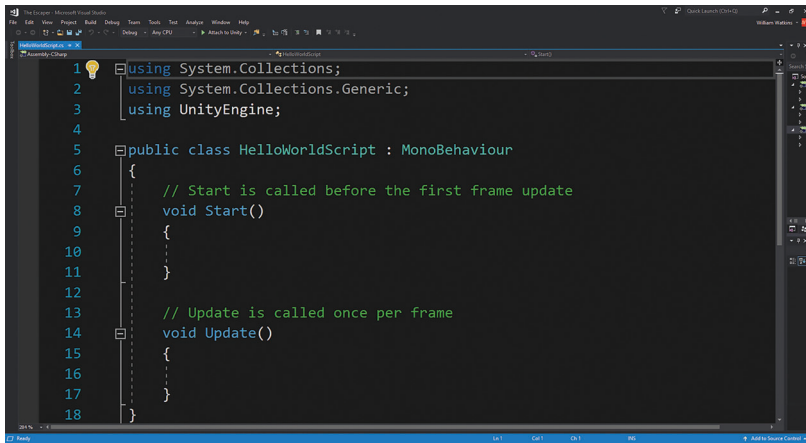 The Escaper - Microsoft Visual Studio
Quick Launch (Ctrl+Q)
File Edit View Project Build Debug Team Tools Test Analyze Window Help
William Watkins
Debug Any CPU Attach to Unity
Toolbox
HelloWorldScript.cs
Assembly-CSharp HelloWorldScript Start()
1 using System.Collections;
2 using System.Collections.Generic;
3 using UnityEngine;
4
5 public class HelloWorldScript : MonoBehaviour
6 {
7 // Start is called before the first frame update
8 void Start()
9 {
10
11 }
12
13 // Update is called once per frame
14 void Update()
15 {
16
17 }
18 }
Ready Ln 1 Col 1 Ch 1 INS Add to Source Control